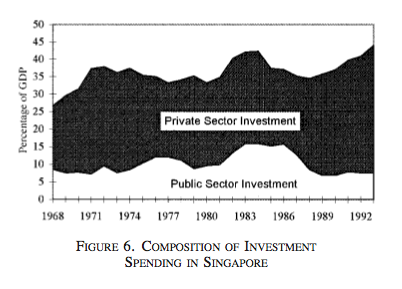 50
45
40
35
30
25
20
15
10
5
0
Percentage of GDP
Private Sector Investment
Public Sector Investment
1968 1971 1974 1977 1980 1983 1986 1989 1992
FIGURE 6. COMPOSITION OF INVESTMENT
SPENDING IN SINGAPORE